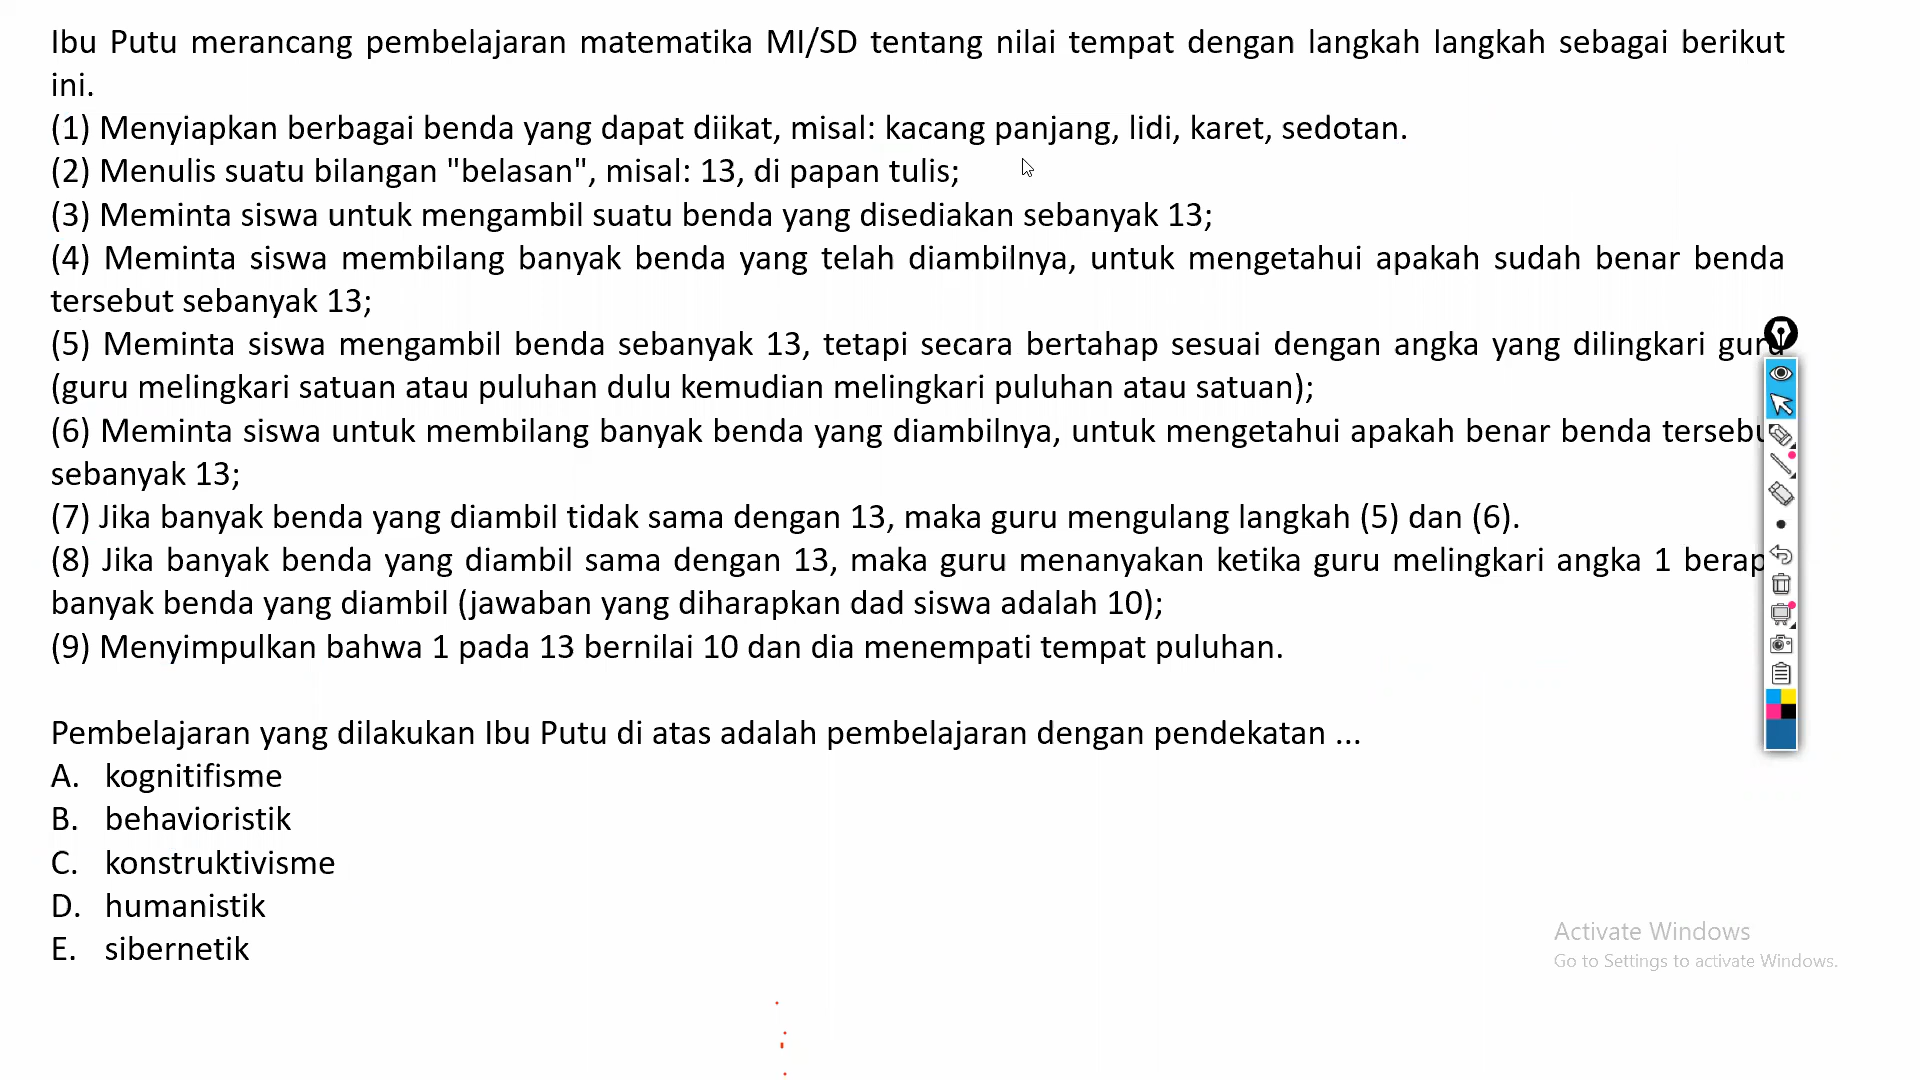 Ibu Putu merancang pembelajaran matematika MI/SD tentang nilai tempat dengan langkah langkah sebagai berikut
ini.
(1) Menyiapkan berbagai benda yang dapat diikat, misal: kacang panjang, lidi, karet, sedotan.
(2) Menulis suatu bilangan "belasan", misal: 13, di papan tulis;
(3) Meminta siswa untuk mengambil suatu benda yang disediakan sebanyak 13;
(4) Meminta siswa membilang banyak benda yang telah diambilnya, untuk mengetahui apakah sudah benar benda
tersebut sebanyak 13;
(5) Meminta siswa mengambil benda sebanyak 13, tetapi secara bertahap sesuai dengan angka yang dilingkari guru
(guru melingkari satuan atau puluhan dulu kemudian melingkari puluhan atau satuan);
(6) Meminta siswa untuk membilang banyak benda yang diambilnya, untuk mengetahui apakah benar benda tersebu
sebanyak 13;
(7) Jika banyak benda yang diambil tidak sama dengan 13, maka guru mengulang langkah (5) dan (6).
(8) Jika banyak benda yang diambil sama dengan 13, maka guru menanyakan ketika guru melingkari angka 1 berap
banyak benda yang diambil (jawaban yang diharapkan dad siswa adalah 10);
(9) Menyimpulkan bahwa 1 pada 13 bernilai 10 dan dia menempati tempat puluhan.
Pembelajaran yang dilakukan Ibu Putu di atas adalah pembelajaran dengan pendekatan ...
A. kognitifisme
B. behavioristik
C. konstruktivisme
D. humanistik
E. sibernetik
Activate Windows
Go to Settings to activate Windows.